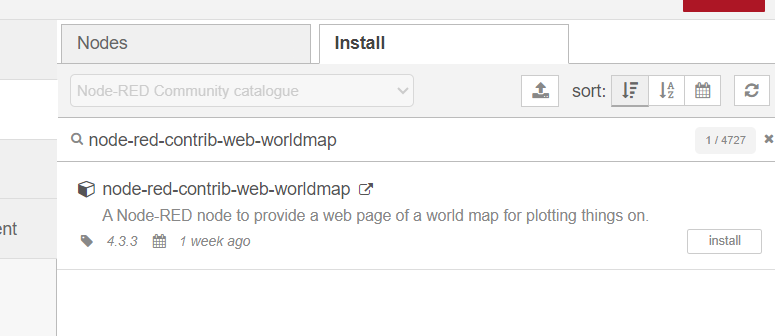 Nodes
Install
Node-RED Community catalogue
sort:
A
Z
node-red-contrib-web-worldmap
1 / 4727
node-red-contrib-web-worldmap
A Node-RED node to provide a web page of a world map for plotting things on.
4.3.3
1 week ago
install
ent